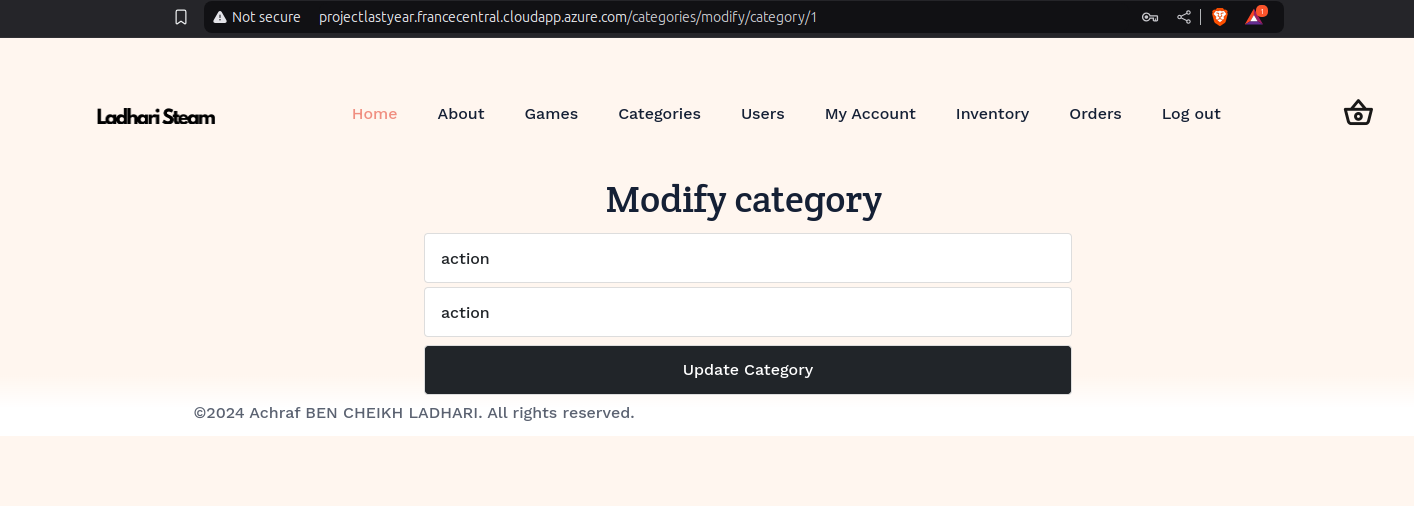 Not secure projectlastyear.francecentral.cloudapp.azure.com/categories/modify/category/1 1
Ladhari Steam Home About Games Categories Users My Account Inventory Orders Log out
Modify category
action
action
Update Category
©2024 Achraf BEN CHEIKH LADHARI. All rights reserved.